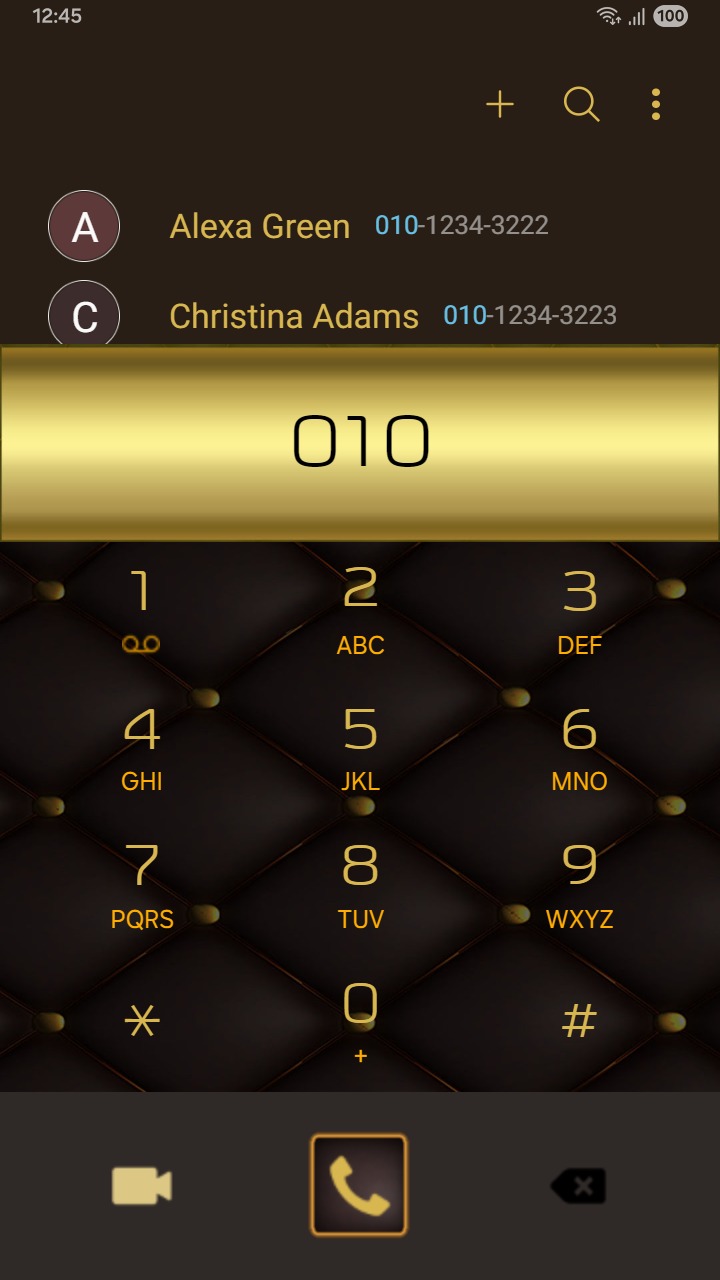 12:45 100
A Alexa Green 010-1234-3222
C Christina Adams 010-1234-3223
010
1 2 3
ABC DEF
4 5 6
GHI JKL MNO
7 8 9
PQRS TUV WXYZ
* 0 #
+